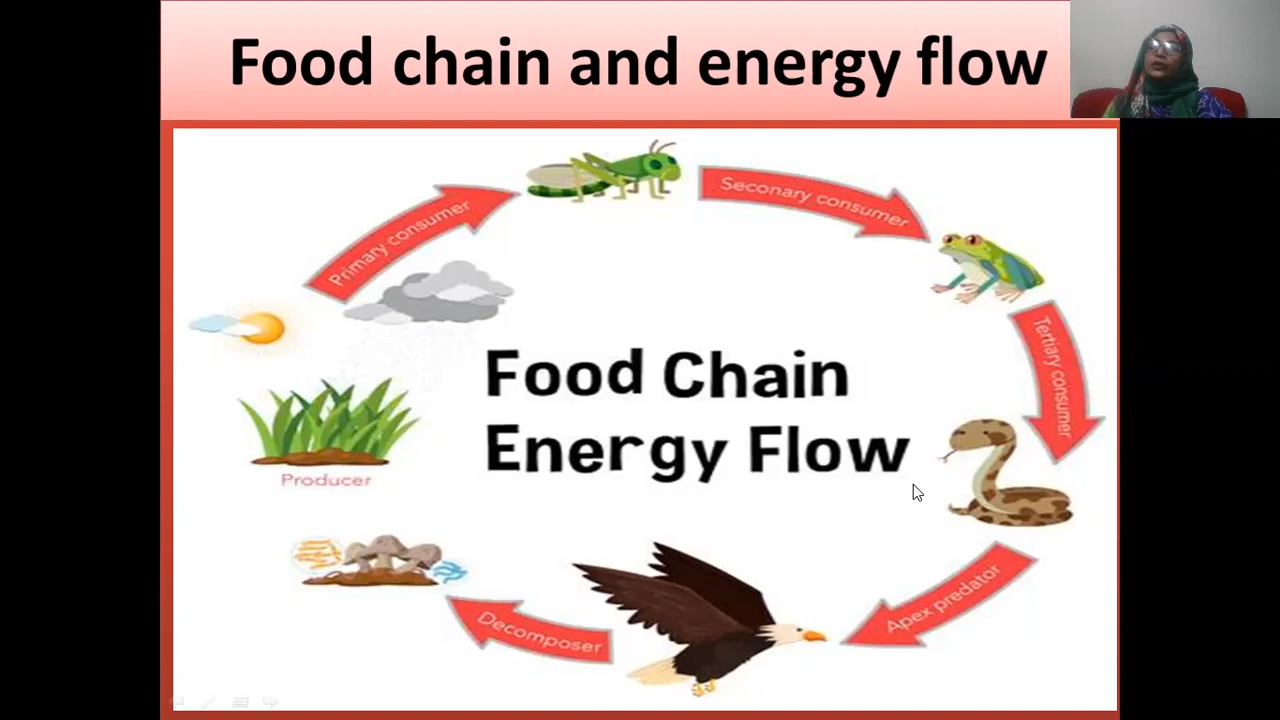 Food chain and energy flow
Primary consumer
Seconary consumer
Tertiary consumer
Food Chain
Energy Flow
Producer
Apex predator
Decomposer